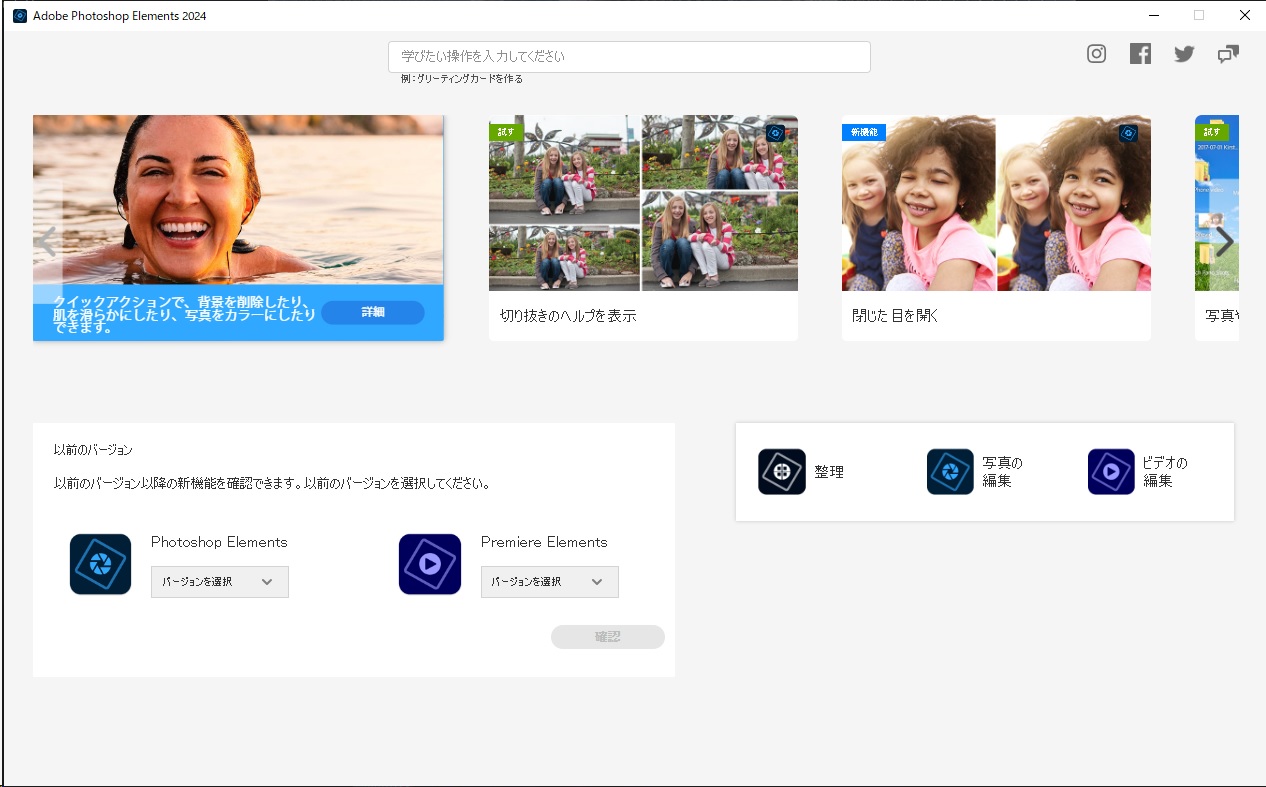 Adobe Photoshop Elements 2024
学びたい操作を入力してください
例：グリーティングカードを作る
クイックアクションで、背景を削除したり、
肌を滑らかにしたり、写真をカラーにしたり
できます。
詳細
試す
切り抜きのヘルプを表示
新機能
閉じた目を開く
試す
2017-07-01 Kirst..
写真や
以前のバージョン
以前のバージョン以降の新機能を確認できます。以前のバージョンを選択してください。
Photoshop Elements
バージョンを選択
Premiere Elements
バージョンを選択
確認
整理
写真の
編集
ビデオの
編集